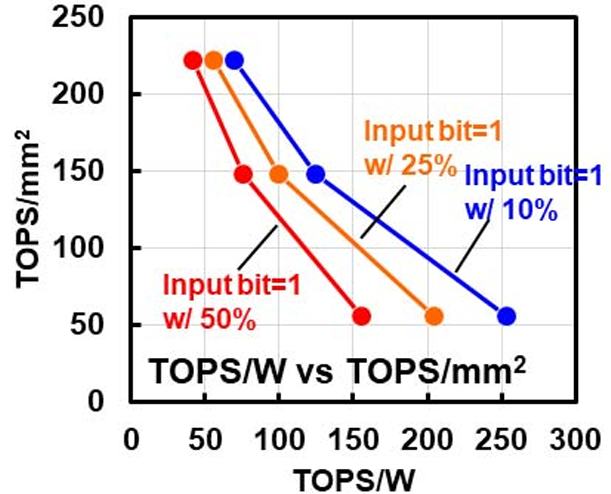 250
200
150
100
50
0
TOPS/mm²
Input bit=1
w/ 25%
Input bit=1
w/ 10%
Input bit=1
w/ 50%
TOPS/W vs TOPS/mm²
0 50 100 150 200 250 300
TOPS/W